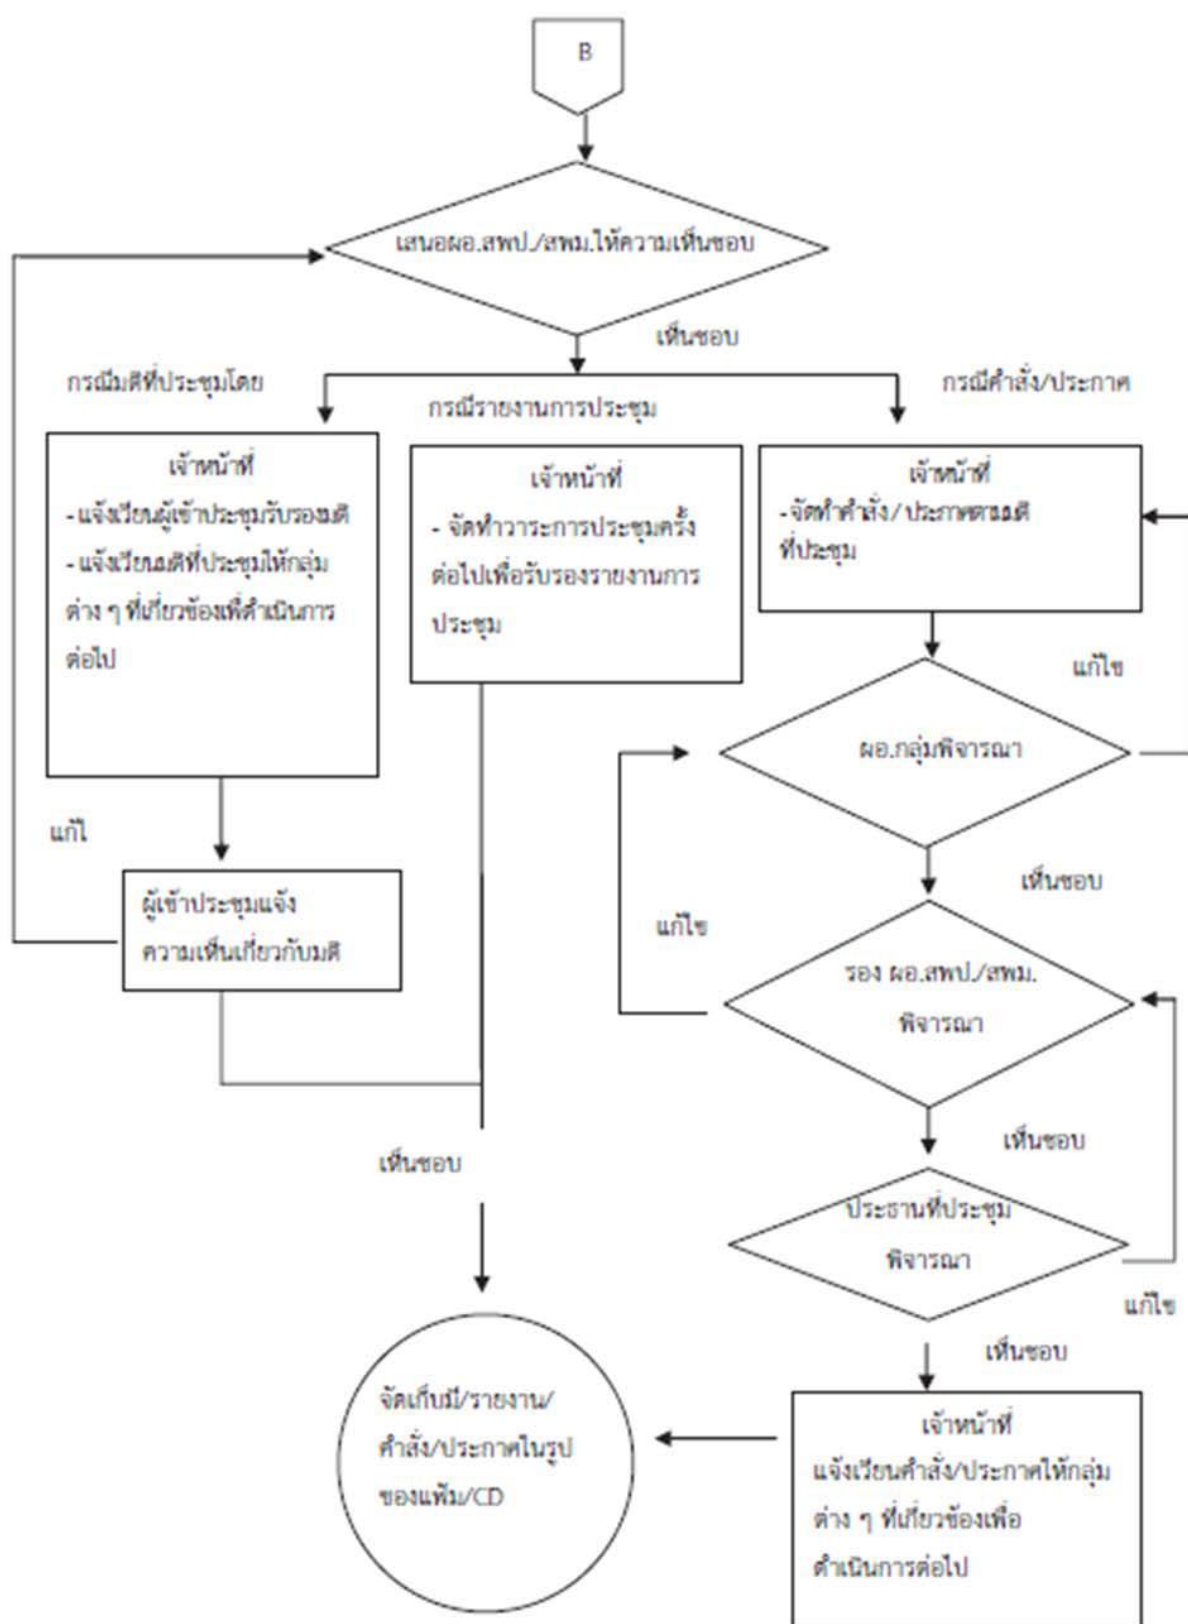 B
เสนอผอ.สพป./สพม.ให้ความเห็นชอบ
เห็นชอบ
กรณีมติที่ประชุมโดย
กรณีรายงานการประชุม
กรณีคำสั่ง/ประกาศ
เจ้าหน้าที่
- แจ้งเวียนผู้เข้าประชุมรับรองมติ
- แจ้งเวียนมติที่ประชุมให้กลุ่ม
ต่าง ๆ ที่เกี่ยวข้องเพื่ดำเนินการ
ต่อไป
เจ้าหน้าที่
- จัดทำวาระการประชุมครั้ง
ต่อไปเพื่อรับรองรายงานการ
ประชุม
เจ้าหน้าที่
- จัดทำคำสั่ง / ประกาศตามมติ
ที่ประชุม
แก้ไข
ผอ.กลุ่มพิจารณา
แก้ไ
เห็นชอบ
ผู้เข้าประชุมแจ้ง
ความเห็นเกี่ยวกับมติ
แก้ไข
รอง ผอ.สพป./สพม.
พิจารณา
เห็นชอบ
เห็นชอบ
ประธานที่ประชุม
พิจารณา
แก้ไข
เห็นชอบ
จัดเก็บมี/รายงาน/
คำสั่ง/ประกาศในรูป
ของแฟ้ม/CD
เจ้าหน้าที่
แจ้งเวียนคำสั่ง/ประกาศให้กลุ่ม
ต่าง ๆ ที่เกี่ยวข้องเพื่อ
ดำเนินการต่อไป